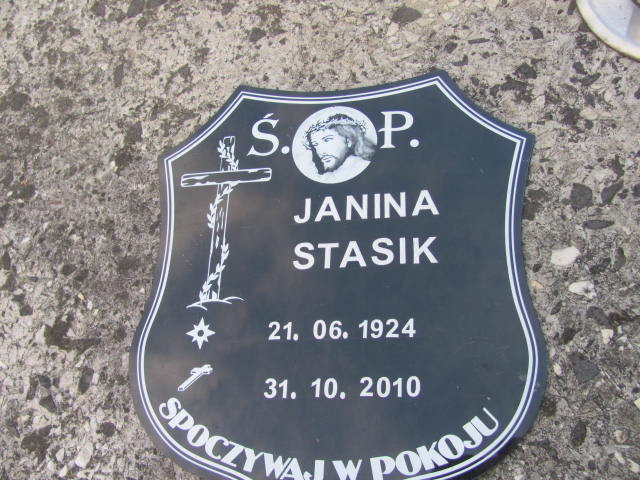 Ś. P.
JANINA
STASIK
21. 06. 1924
31. 10. 2010
SPOCZYWAJ W POKOJU